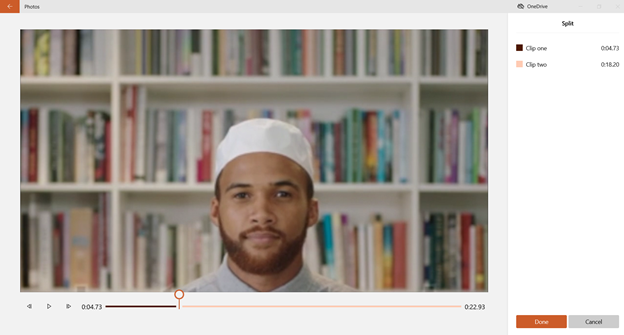 Photos
OneDrive
Split
Clip one 0:04.73
Clip two 0:18.20
0:04.73 0:22.93
Done Cancel